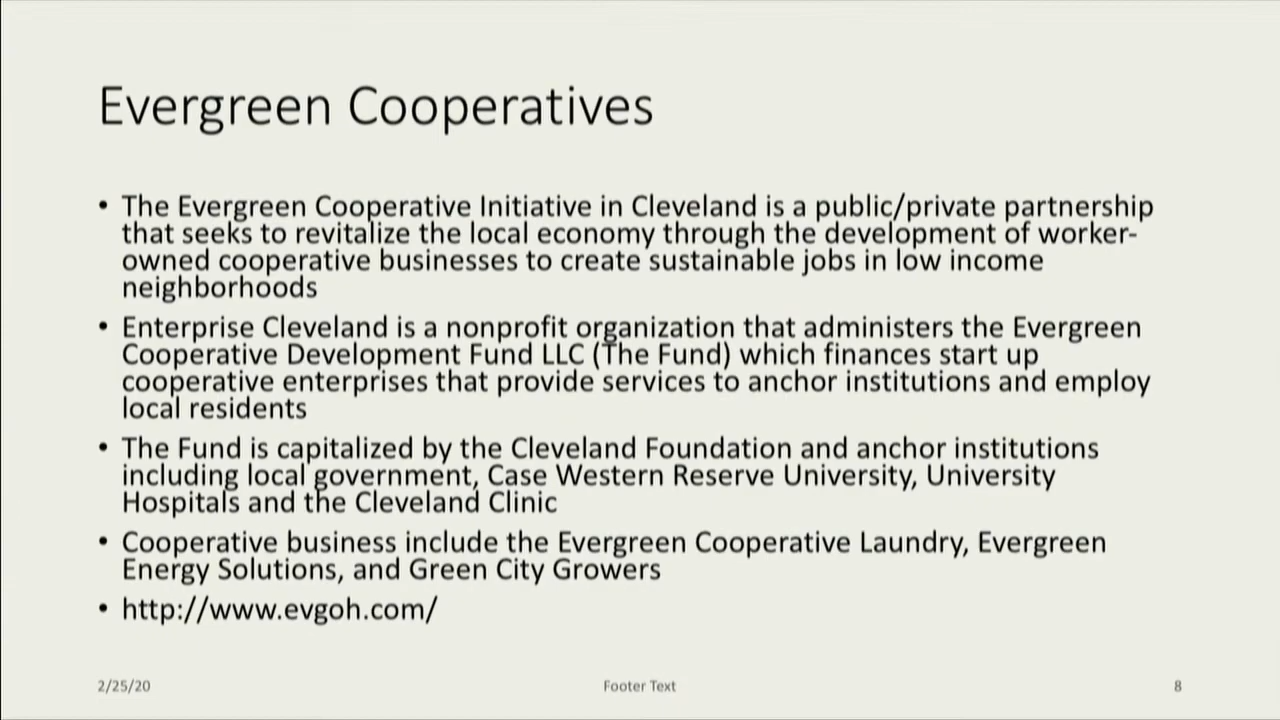 Evergreen Cooperatives
• The Evergreen Cooperative Initiative in Cleveland is a public/private partnership
that seeks to revitalize the local economy through the development of worker-
owned cooperative businesses to create sustainable jobs in low income
neighborhoods
• Enterprise Cleveland is a nonprofit organization that administers the Evergreen
Cooperative Development Fund LLC (The Fund) which finances start up
cooperative enterprises that provide services to anchor institutions and employ
local residents
• The Fund is capitalized by the Cleveland Foundation and anchor institutions
including local government, Case Western Reserve University, University
Hospitals and the Cleveland Clinic
• Cooperative business include the Evergreen Cooperative Laundry, Evergreen
Energy Solutions, and Green City Growers
• http://www.evgoh.com/
2/25/20
Footer Text
8